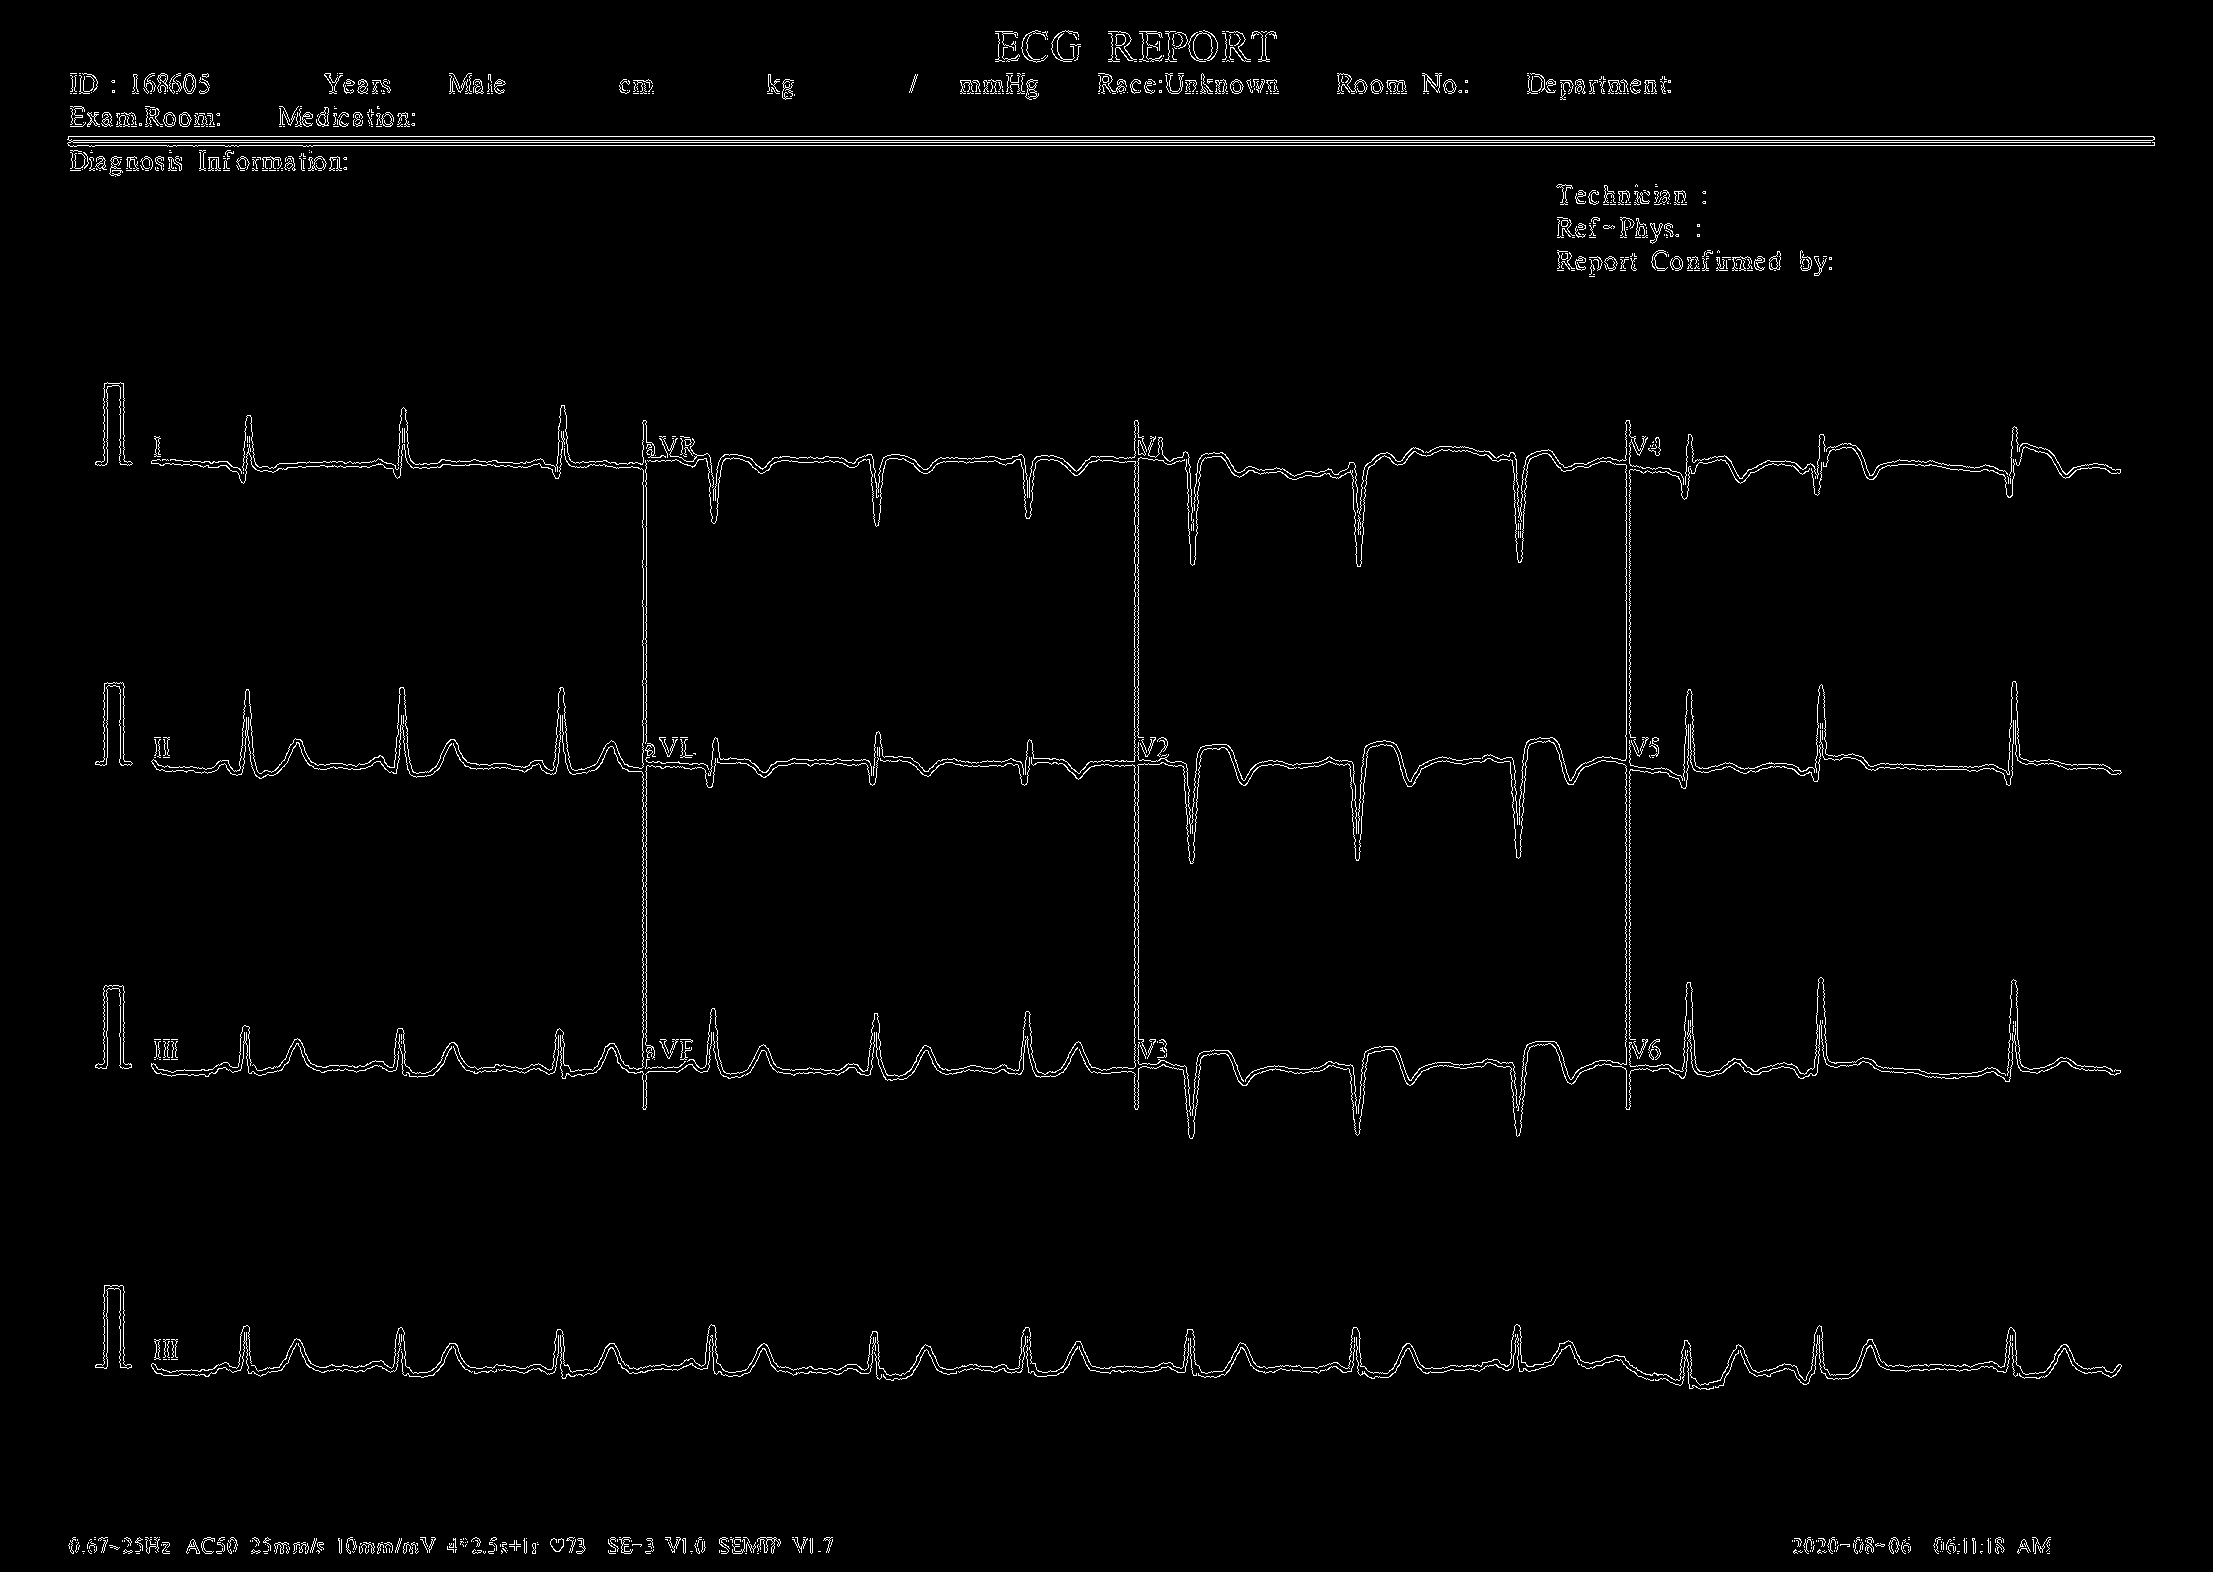 ECG REPORT
ID : 168605 Years Male cm kg / mmHg Race:Unknown Room No.: Department:
Exam.Room: Medication:
Diagnosis Information:
Technician :
Ref-Phys. :
Report Confirmed by:
I aVR V1 V4
II aVL V2 V5
III aVF V3 V6
III
0.67~25Hz AC50 25mm/s 10mm/mV 4*2.5s+1r ♡73 SE-3 V1.0 SEMIP V1.7 2020-08-06 06:11:18 AM